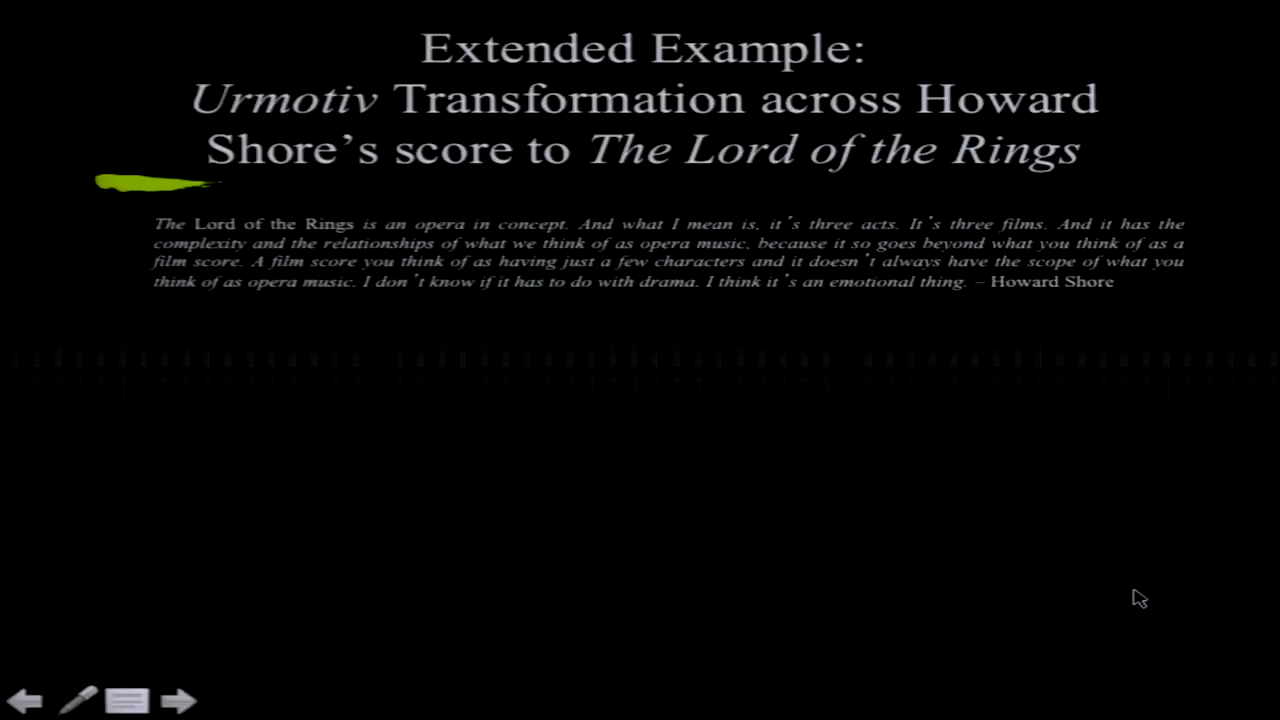 Extended Example:
Urmotiv Transformation across Howard
Shore’s score to The Lord of the Rings
The Lord of the Rings is an opera in concept. And what I mean is, it’s three acts. It’s three films. And it has the
complexity and the relationships of what we think of as opera music, because it so goes beyond what you think of as a
film score. A film score you think of as having just a few characters and it doesn’t always have the scope of what you
think of as opera music. I don’t know if it has to do with drama. I think it’s an emotional thing. – Howard Shore